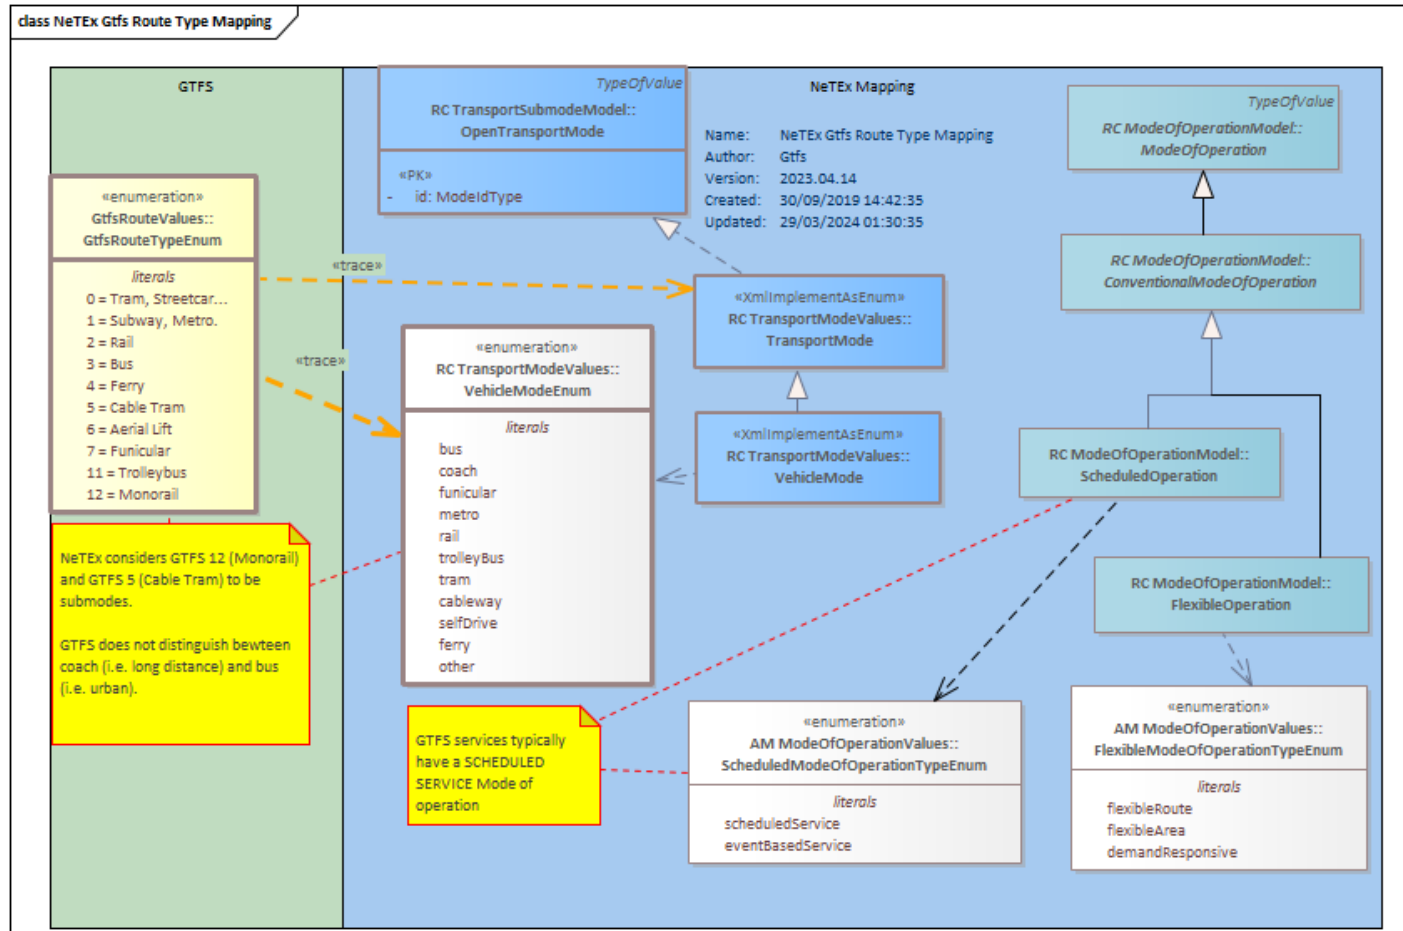 class NeTEx Gtfs Route Type Mapping
GTFS
NeTEx Mapping
Name: NeTEx Gtfs Route Type Mapping
Author: Gtfs
Version: 2023.04.14
Created: 30/09/2019 14:42:35
Updated: 29/03/2024 01:30:35
TypeOfValue
RC TransportSubmodeModel::
OpenTransportMode
«PK»
- id: ModeIdType
TypeOfValue
RC ModeOfOperationModel::
ModeOfOperation
«enumeration»
GtfsRouteValues::
GtfsRouteTypeEnum
literals
0 = Tram, Streetcar...
1 = Subway, Metro.
2 = Rail
3 = Bus
4 = Ferry
5 = Cable Tram
6 = Aerial Lift
7 = Funicular
11 = Trolleybus
12 = Monorail
«trace»
«trace»
«XmlImplementAsEnum»
RC TransportModeValues::
TransportMode
RC ModeOfOperationModel::
ConventionalModeOfOperation
«enumeration»
RC TransportModeValues::
VehicleModeEnum
literals
bus
coach
funicular
metro
rail
trolleyBus
tram
cableway
selfDrive
ferry
other
«XmlImplementAsEnum»
RC TransportModeValues::
VehicleMode
RC ModeOfOperationModel::
ScheduledOperation
RC ModeOfOperationModel::
FlexibleOperation
NeTEx considers GTFS 12 (Monorail)
and GTFS 5 (Cable Tram) to be
submodes.
GTFS does not distinguish bewteen
coach (i.e. long distance) and bus
(i.e. urban).
GTFS services typically
have a SCHEDULED
SERVICE Mode of
operation
«enumeration»
AM ModeOfOperationValues::
ScheduledModeOfOperationTypeEnum
literals
scheduledService
eventBasedService
«enumeration»
AM ModeOfOperationValues::
FlexibleModeOfOperationTypeEnum
literals
flexibleRoute
flexibleArea
demandResponsive